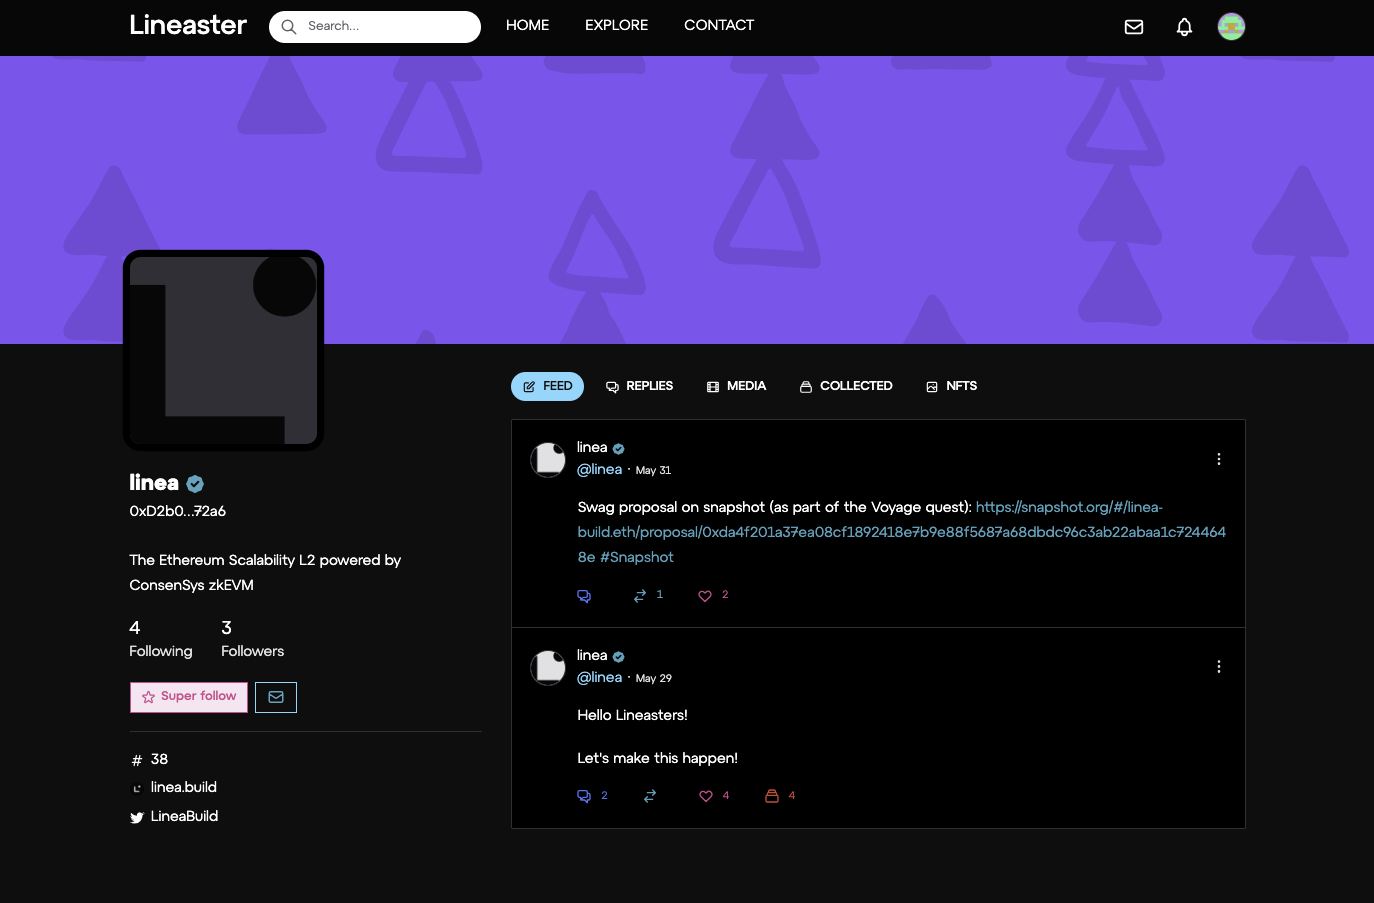 Lineaster
Search...
HOME
EXPLORE
CONTACT
linea
0xD2b0...72a6
The Ethereum Scalability L2 powered by
ConsenSys zkEVM
4
Following
3
Followers
Super follow
# 38
linea.build
LineaBuild
FEED
REPLIES
MEDIA
COLLECTED
NFTS
linea
@linea · May 31
Swag proposal on snapshot (as part of the Voyage quest): https://snapshot.org/#/linea-
build.eth/proposal/0xda4f201a37ea08cf1892418e7b9e88f5687a68dbdc96c3ab22abaa1c724464
8e #Snapshot
1
2
linea
@linea · May 29
Hello Lineasters!
Let's make this happen!
2
4
4